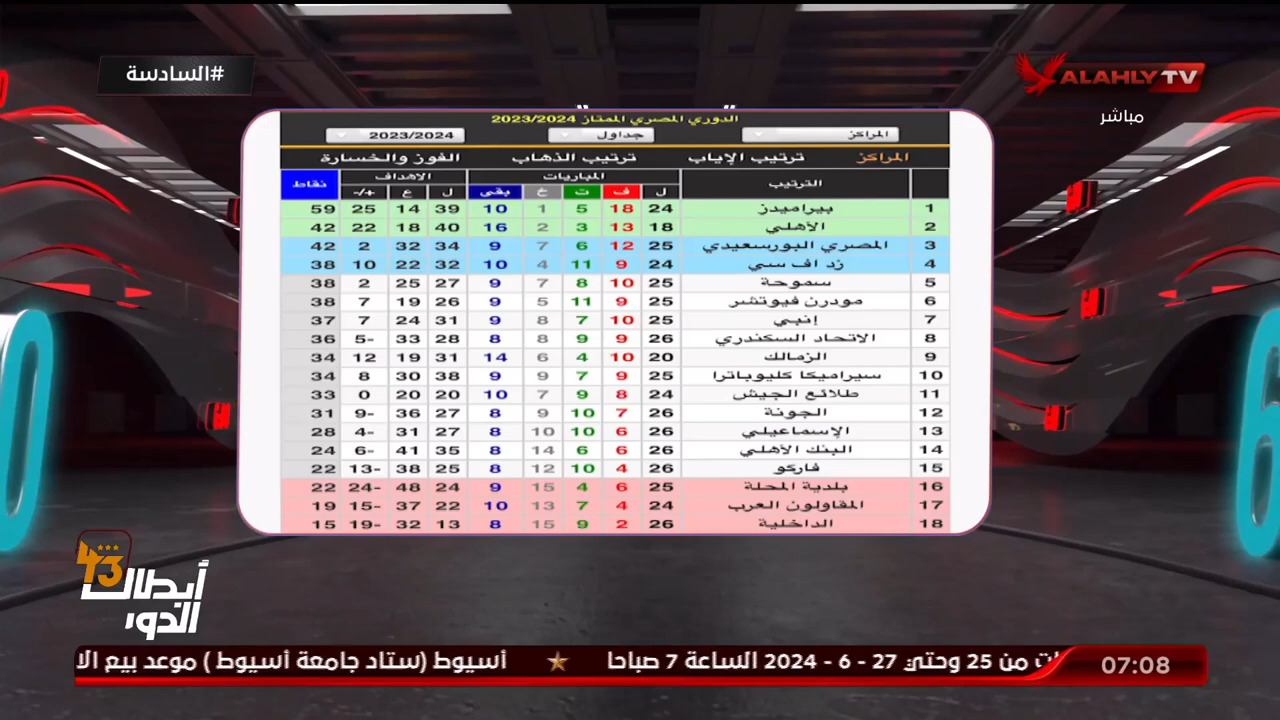 #السادسة
ALAHLY TV
مباشر
الدوري المصري الممتاز 2023/2024
المراكز جداول 2023/2024
المراكز ترتيب الإياب ترتيب الذهاب الفوز والخسارة
الترتيب المباريات الاهداف نقاط
ل ف ت خ بقى ل ع +/-
1 بيراميدز 24 18 5 1 10 39 14 25 59
2 الأهلي 18 13 3 2 16 40 18 22 42
3 المصري البورسعيدي 25 12 6 7 9 34 32 2 42
4 زد اف سي 24 9 11 4 10 32 22 10 38
5 سموحة 25 10 8 7 9 27 25 2 38
6 مودرن فيوتشر 25 9 11 5 9 26 19 7 38
7 إنبي 25 10 7 8 9 31 24 7 37
8 الاتحاد السكندري 26 9 9 8 8 28 33 5- 36
9 الزمالك 20 10 4 6 14 31 19 12 34
10 سيراميكا كليوباترا 25 9 7 9 9 38 30 8 34
11 طلائع الجيش 24 8 9 7 10 20 20 0 33
12 الجونة 26 7 10 9 8 27 36 9- 31
13 الإسماعيلي 26 6 10 10 8 27 31 4- 28
14 البنك الأهلي 26 6 6 14 8 35 41 6- 24
15 فاركو 26 4 10 12 8 25 38 13- 22
16 بلدية المحلة 25 6 4 15 9 24 48 24- 22
17 المقاولون العرب 24 4 7 13 10 22 37 15- 19
18 الداخلية 26 2 9 15 8 13 32 19- 15
43
أبطال
الدور
ات من 25 وحتي 27 - 6 - 2024 الساعة 7 صباحا ★ أسيوط (ستاد جامعة أسيوط ) موعد بيع الا
07:08